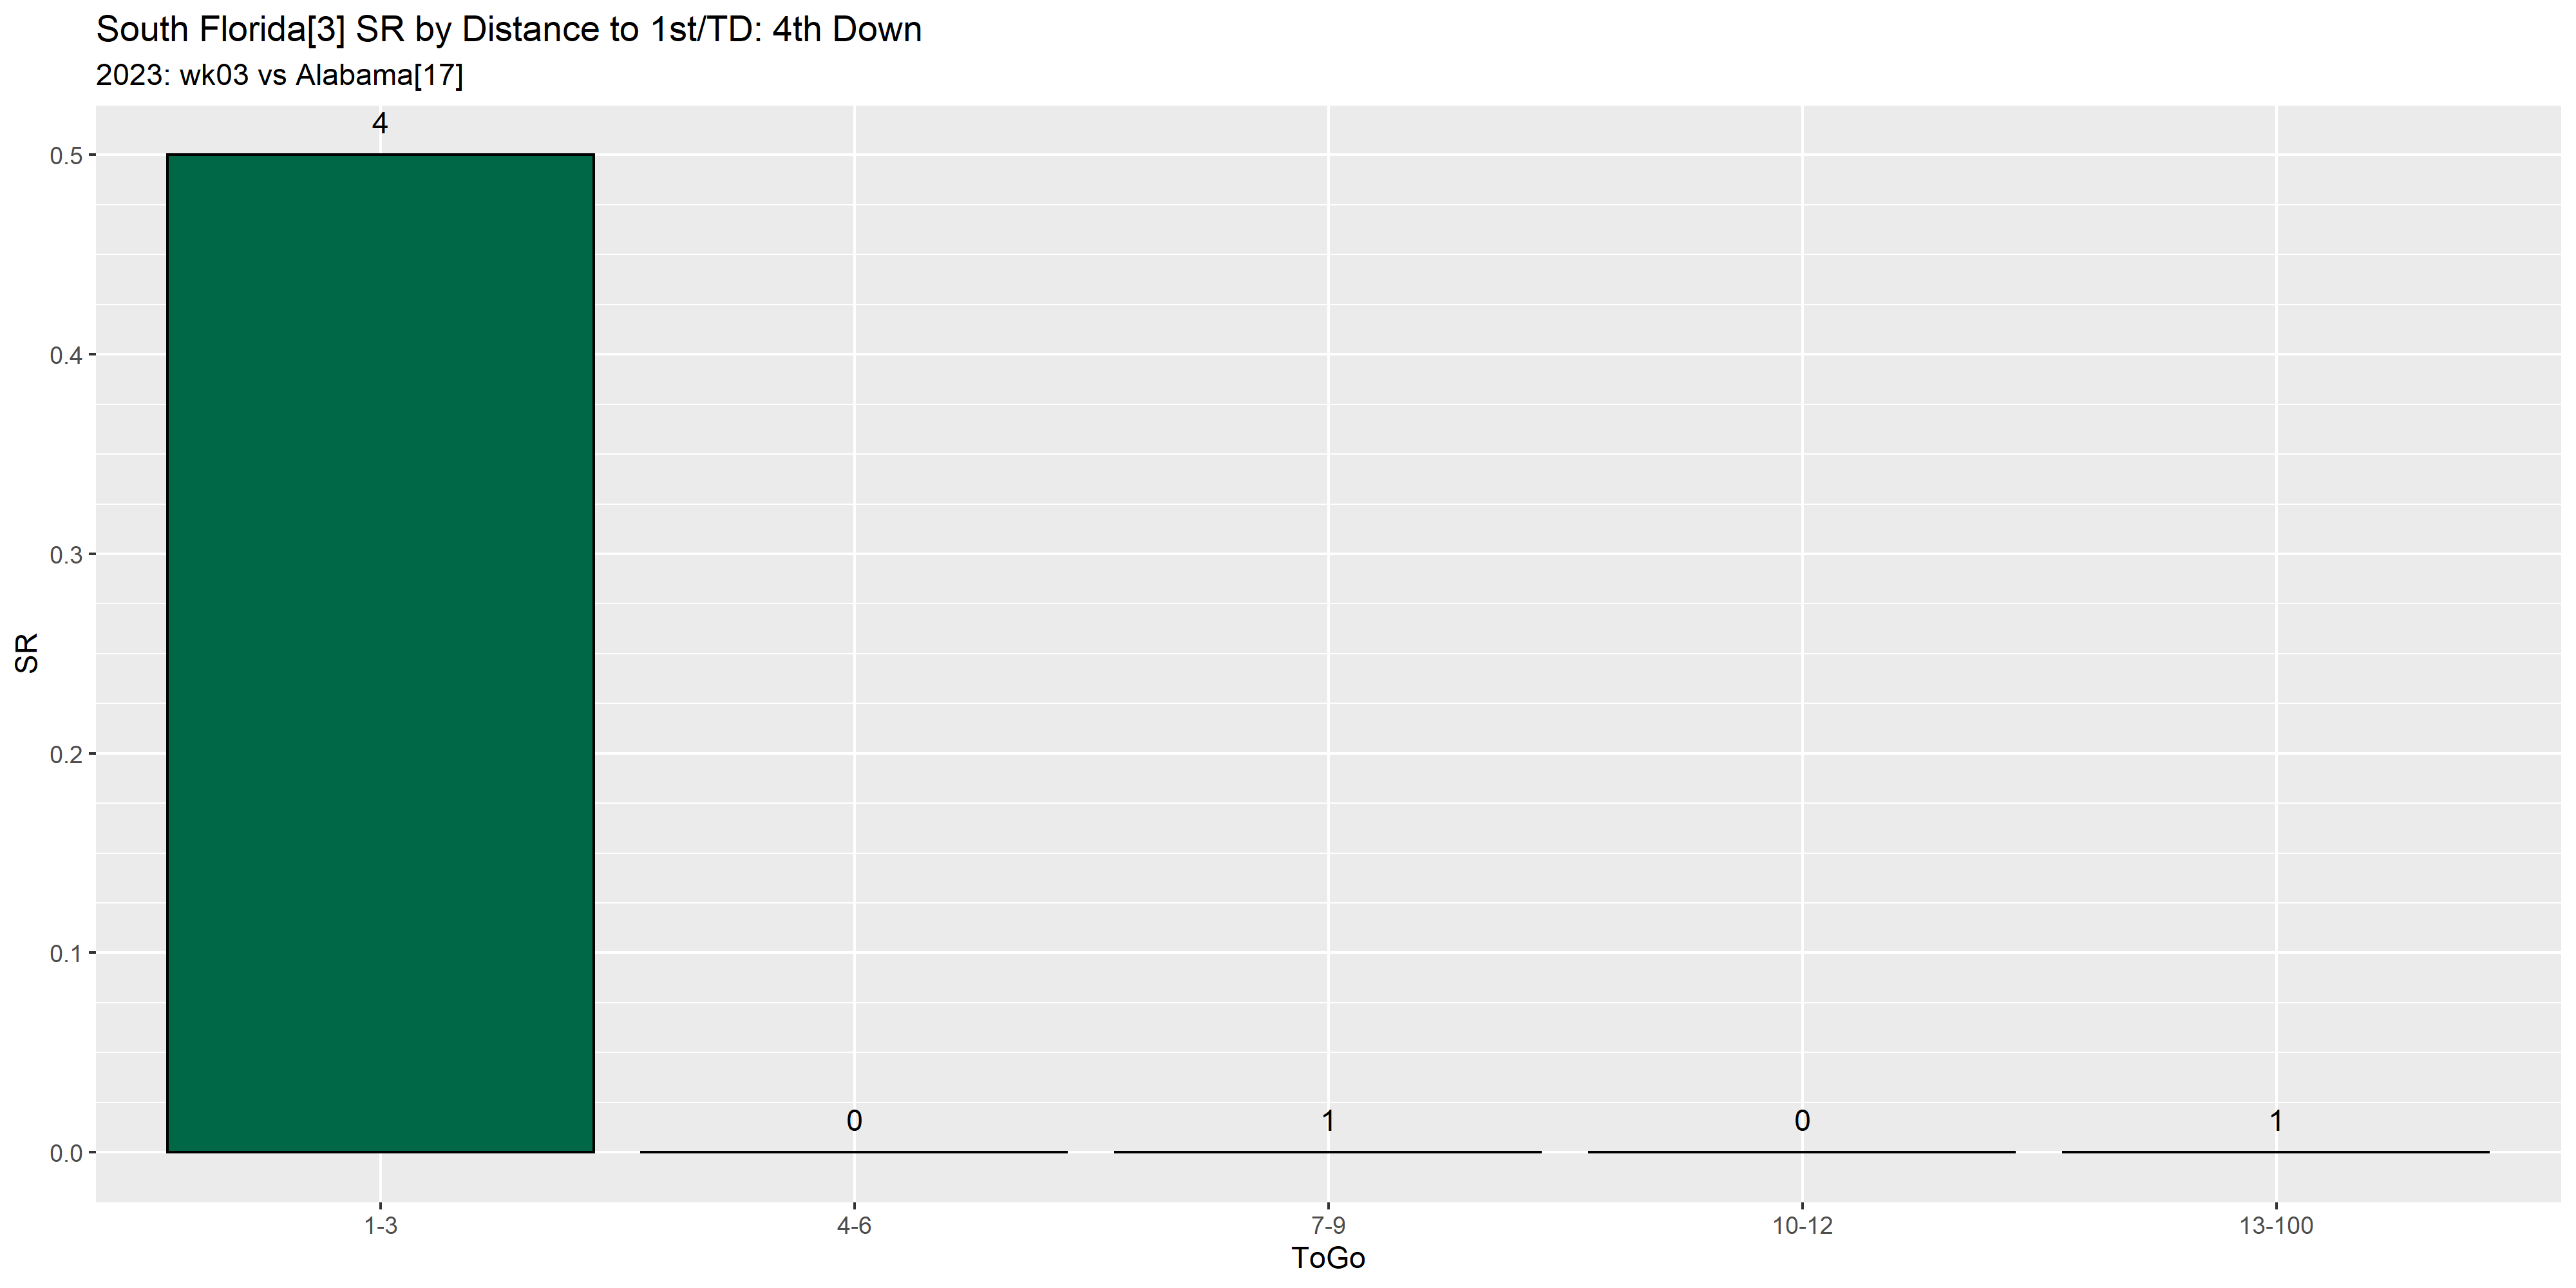 South Florida[3] SR by Distance to 1st/TD: 4th Down
2023: wk03 vs Alabama[17]
4
0.5
0.4
0.3
SR
0.2
0.1
0 1 0 1
0.0
1-3 4-6 7-9 10-12 13-100
ToGo